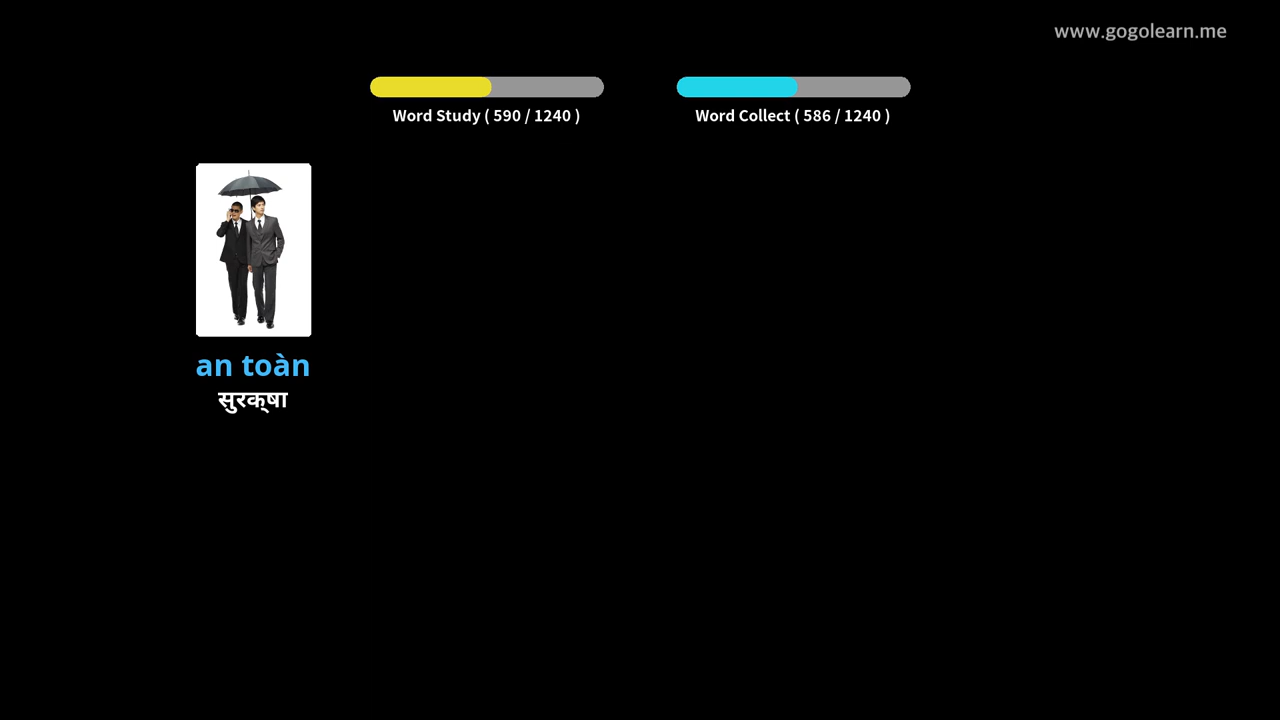 www.gogolearn.me
Word Study ( 590 / 1240 )
Word Collect ( 586 / 1240 )
an toàn
सुरक्षा